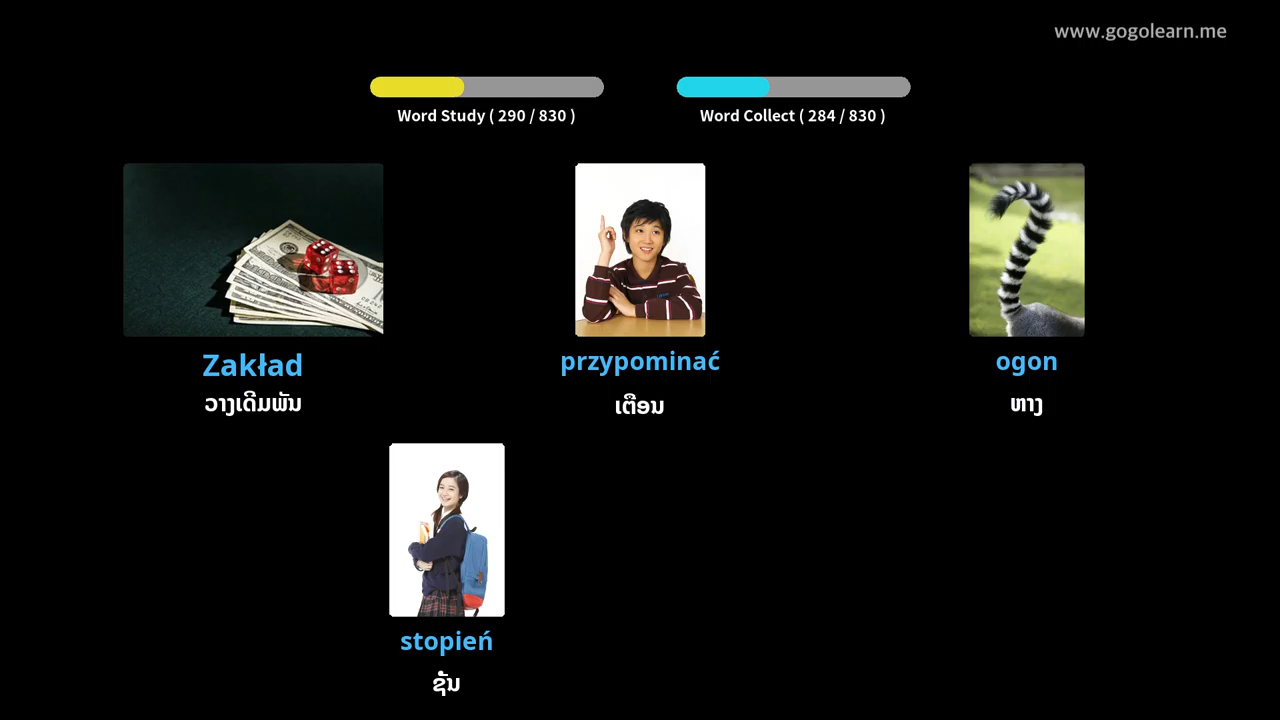 www.gogolearn.me
Word Study ( 290 / 830 )
Word Collect ( 284 / 830 )
Zakład
ວາງເດີມພັນ
przypominać
ເຕືອນ
ogon
ຫາງ
stopień
ຊັ້ນ